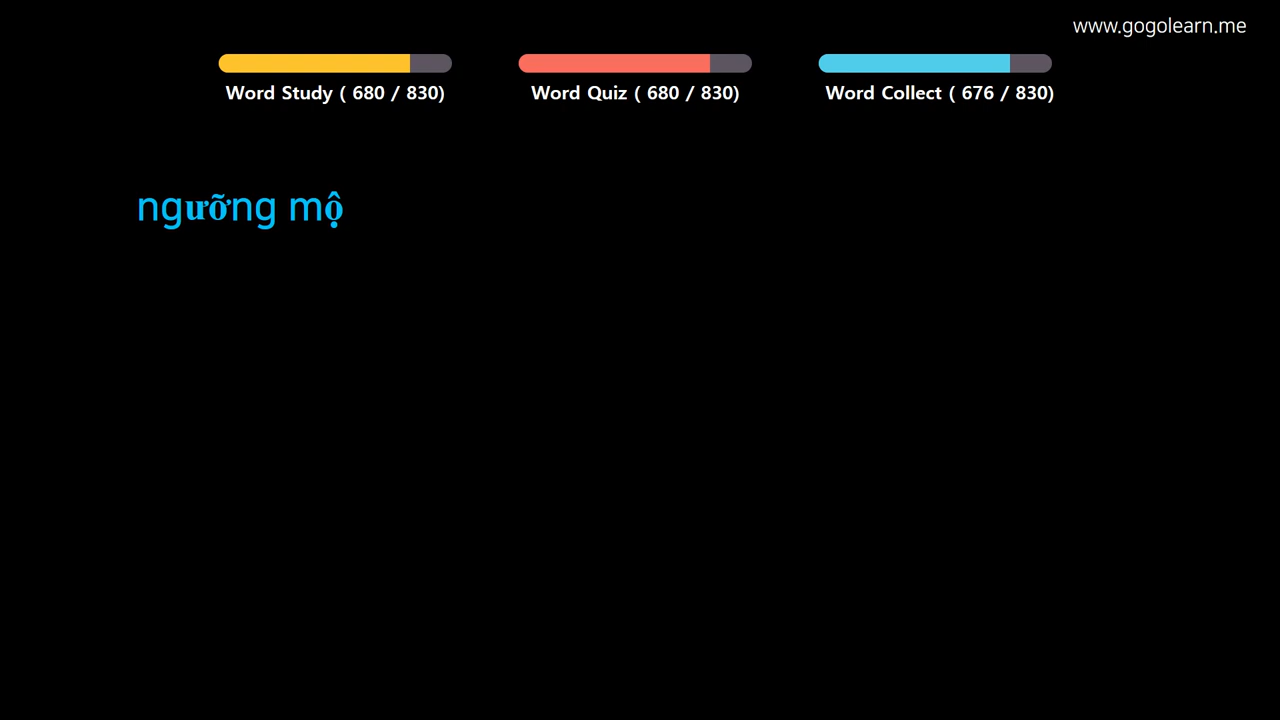 www.gogolearn.me
Word Study ( 680 / 830)
Word Quiz ( 680 / 830)
Word Collect ( 676 / 830)
ngưỡng mộ